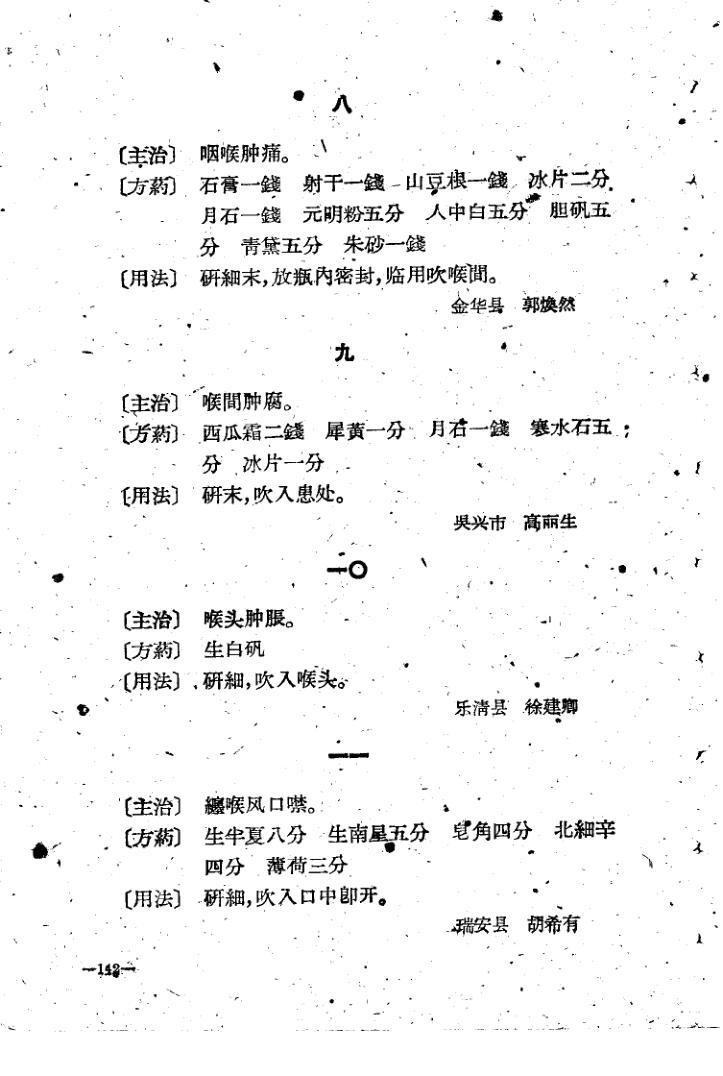 八
〔主治〕 咽喉肿痛。
〔方葯〕 石膏一錢 射干一錢 山豆根一錢 冰片二分
月石一錢 元明粉五分 人中白五分 胆矾五
分 青黛五分 朱砂一錢
〔用法〕 研細末，放瓶內密封，临用吹喉間。
金华县 郭焕然
九
〔主治〕 喉間肿腐。
〔方葯〕 西瓜霜二錢 犀黃一分 月石一錢 寒水石五
分 冰片一分
〔用法〕 研末，吹入患处。
吳兴市 高丽生
一〇
〔主治〕 喉头肿脹。
〔方葯〕 生白矾
〔用法〕 研細，吹入喉头。
乐清县 徐建卿
一一
〔主治〕 纏喉风口噤。
〔方葯〕 生半夏八分 生南星五分 皂角四分 北細辛
四分 薄荷三分
〔用法〕 研細，吹入口中卽开。
瑞安县 胡希有
—142—